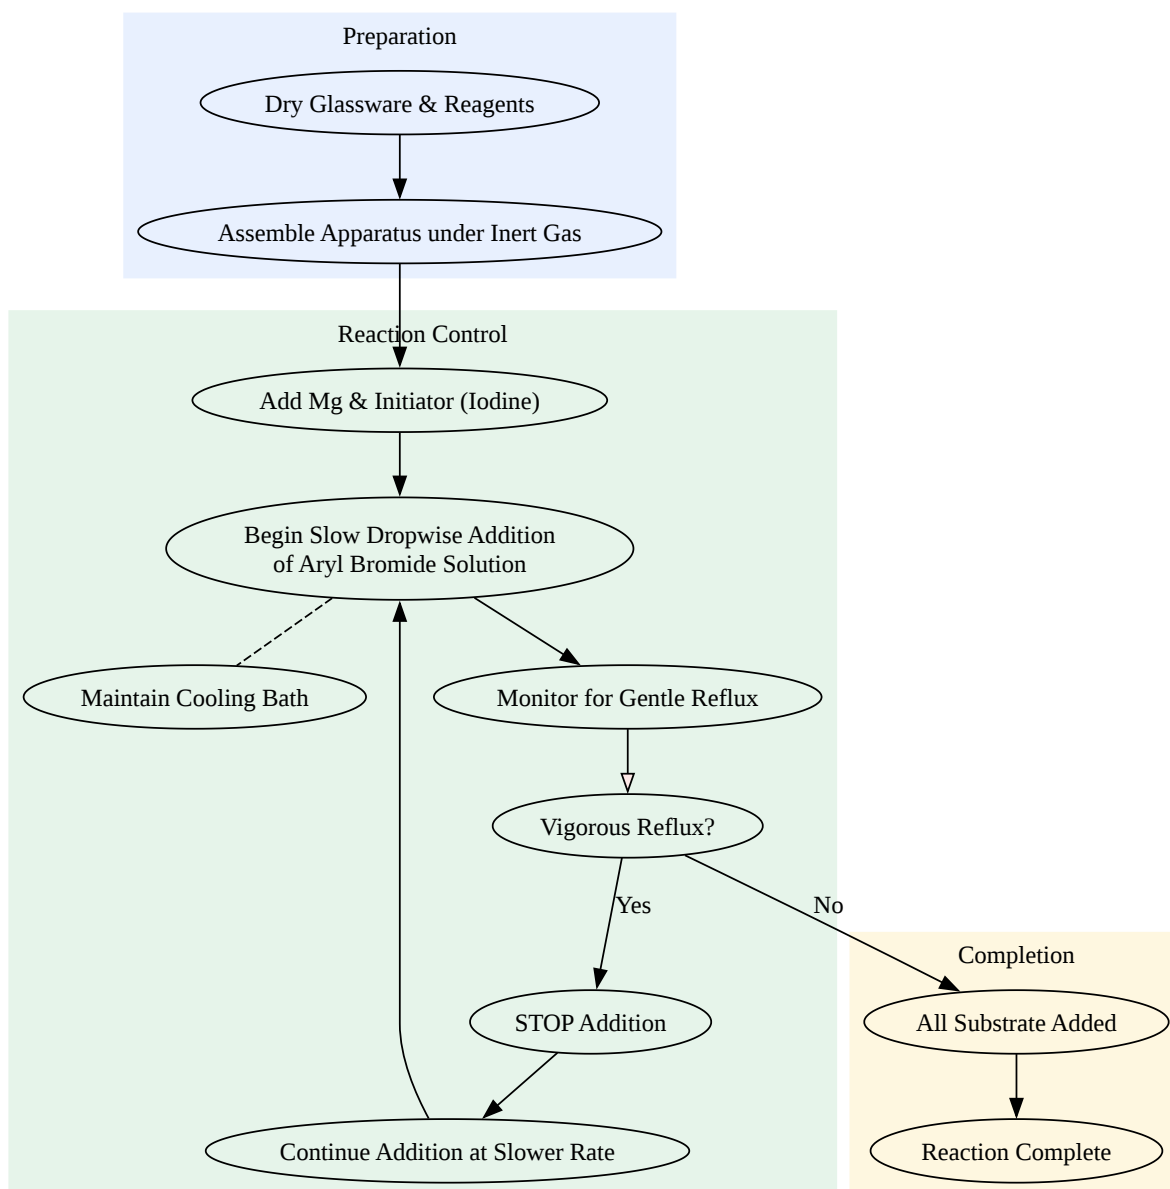 Preparation
Dry Glassware & Reagents
Assemble Apparatus under Inert Gas
Reaction Control
Add Mg & Initiator (Iodine)
Begin Slow Dropwise Addition
of Aryl Bromide Solution
Maintain Cooling Bath
Monitor for Gentle Reflux
Vigorous Reflux?
Yes
No
Completion
STOP Addition
All Substrate Added
Continue Addition at Slower Rate
Reaction Complete